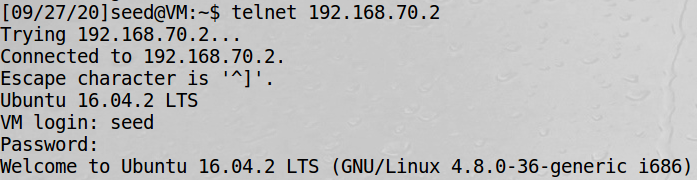 [09/27/20]seed@VM:~$ telnet 192.168.70.2
Trying 192.168.70.2...
Connected to 192.168.70.2.
Escape character is '^]'.
Ubuntu 16.04.2 LTS
VM login: seed
Password:
Welcome to Ubuntu 16.04.2 LTS (GNU/Linux 4.8.0-36-generic i686)